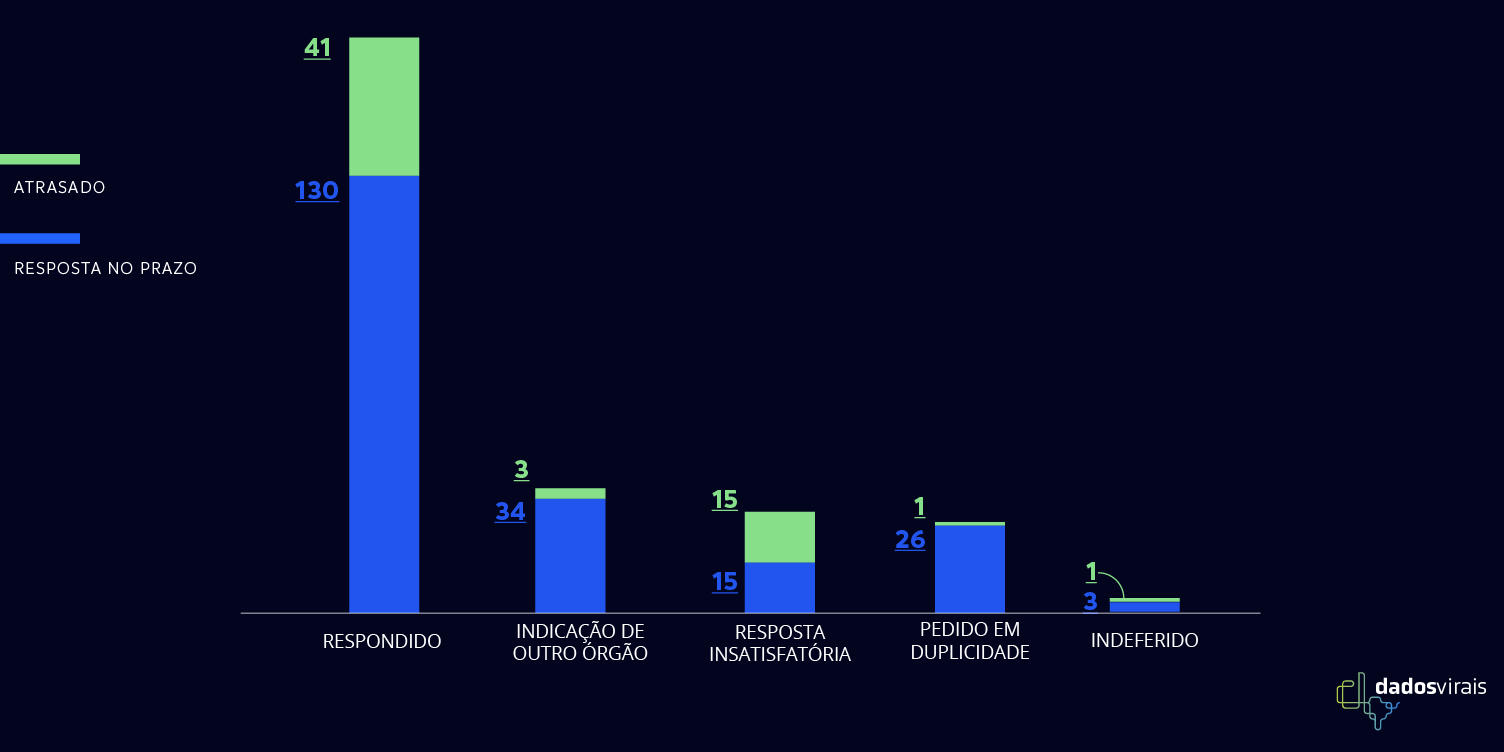 41
130
ATRASADO
RESPOSTA NO PRAZO
3
34
15
15
1
26
1
3
RESPONDIDO
INDICAÇÃO DE
OUTRO ÓRGÃO
RESPOSTA
INSATISFATÓRIA
PEDIDO EM
DUPLICIDADE
INDEFERIDO
dadosvirais